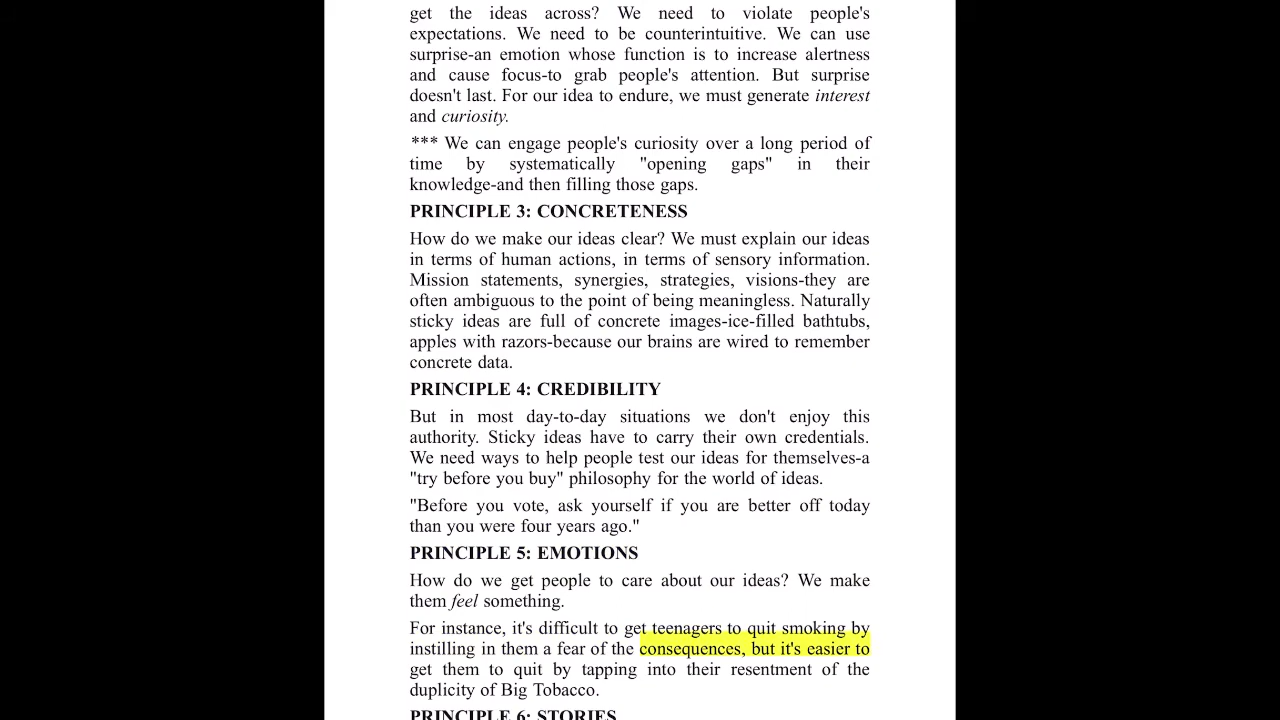 get the ideas across? We need to violate people's
expectations. We need to be counterintuitive. We can use
surprise-an emotion whose function is to increase alertness
and cause focus-to grab people's attention. But surprise
doesn't last. For our idea to endure, we must generate interest
and curiosity.
*** We can engage people's curiosity over a long period of
time by systematically "opening gaps" in their
knowledge-and then filling those gaps.
PRINCIPLE 3: CONCRETENESS
How do we make our ideas clear? We must explain our ideas
in terms of human actions, in terms of sensory information.
Mission statements, synergies, strategies, visions-they are
often ambiguous to the point of being meaningless. Naturally
sticky ideas are full of concrete images-ice-filled bathtubs,
apples with razors-because our brains are wired to remember
concrete data.
PRINCIPLE 4: CREDIBILITY
But in most day-to-day situations we don't enjoy this
authority. Sticky ideas have to carry their own credentials.
We need ways to help people test our ideas for themselves-a
"try before you buy" philosophy for the world of ideas.
"Before you vote, ask yourself if you are better off today
than you were four years ago."
PRINCIPLE 5: EMOTIONS
How do we get people to care about our ideas? We make
them feel something.
For instance, it's difficult to get teenagers to quit smoking by
instilling in them a fear of the consequences, but it's easier to
get them to quit by tapping into their resentment of the
duplicity of Big Tobacco.
PRINCIPLE 6: STORIES